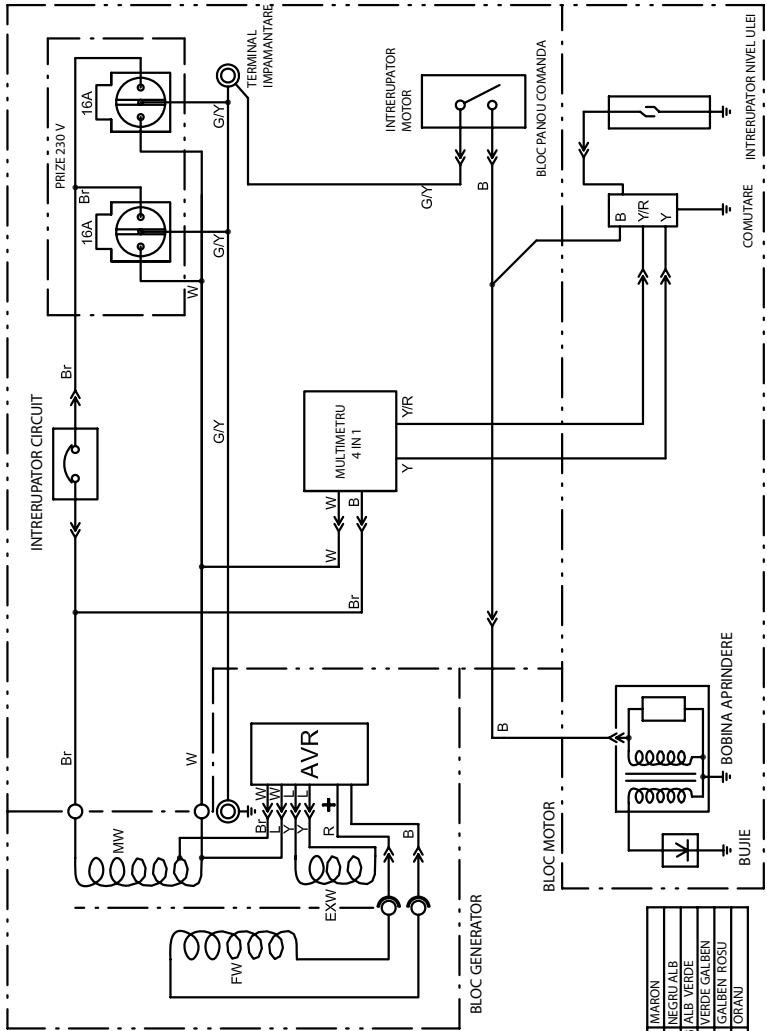 PRIZE 230 V
16A
16A
Br
G/Y
G/Y
W
TERMINAL
IMPAMANTARE
INTRERUPATOR
MOTOR
BLOC PANOU COMANDA
INTRERUPATOR NIVEL ULEI
G/Y
B
B
Y/R
Y
COMUTARE
INTRERUPATOR CIRCUIT
Br
G/Y
MULTIMETRU
4 IN 1
Y/R
Y
W
B
W
Br
Br
W
MW
AVR
W
W
L
L
Br
L
Y
Y
+
R
B
EXW
FW
BLOC GENERATOR
BLOC MOTOR
B
BOBINA APRINDERE
BUJIE
MARON
NEGRU ALB
ALB VERDE
VERDE GALBEN
GALBEN ROSU
ORANJ